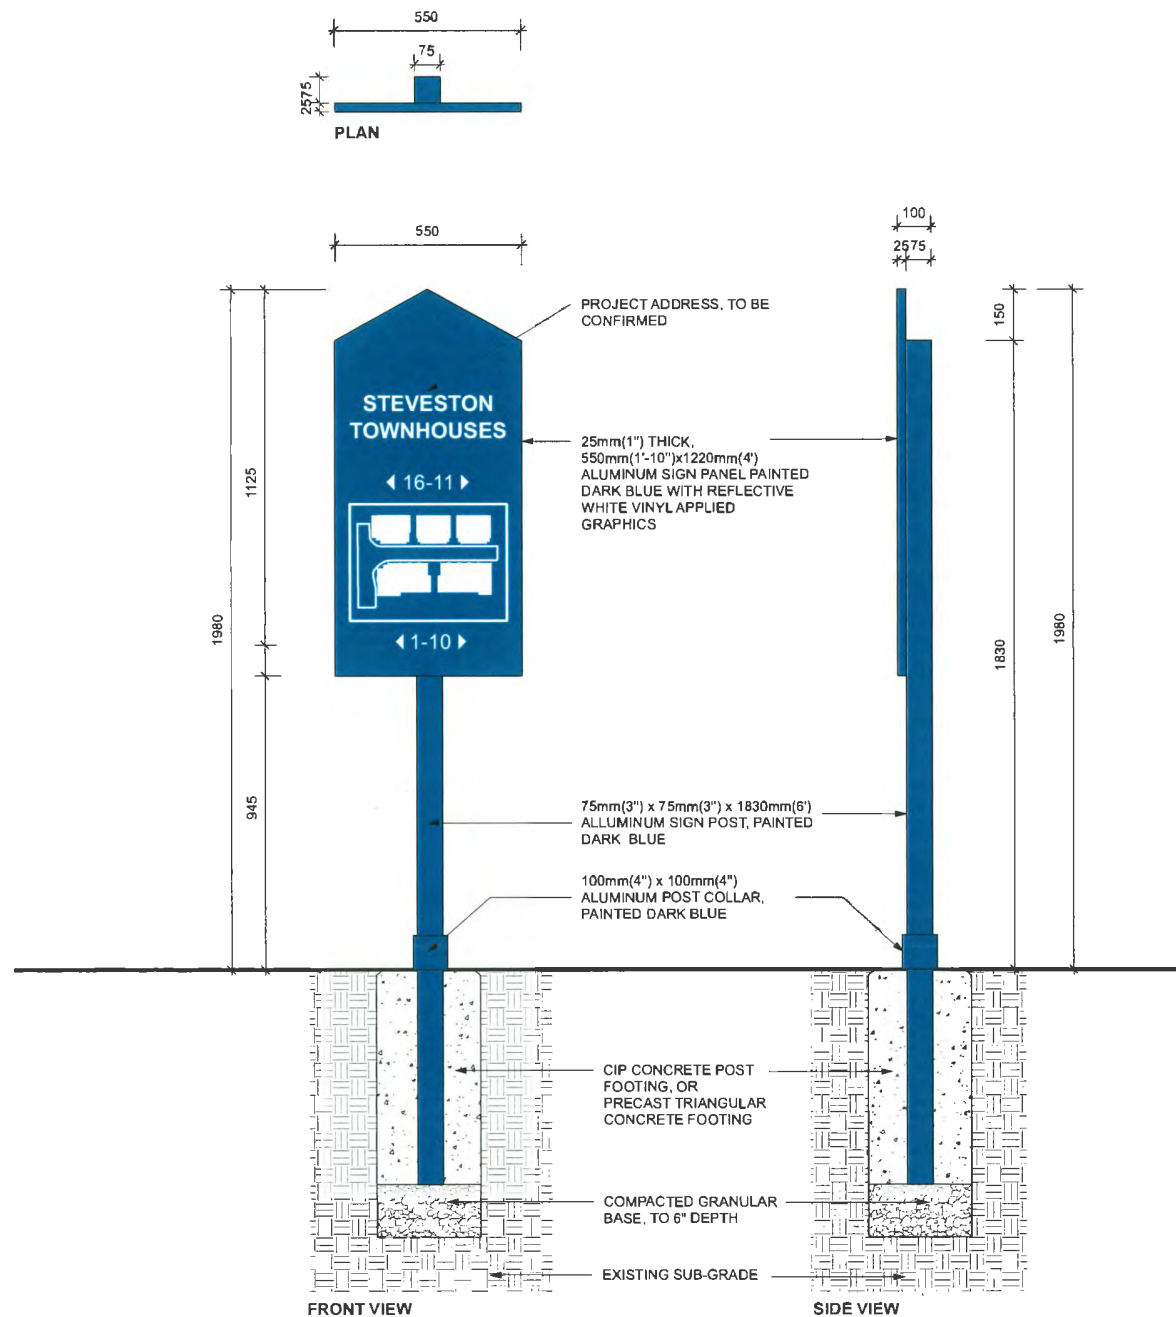 550
75
2575
PLAN
550
100
2575
PROJECT ADDRESS, TO BE
CONFIRMED
150
STEVESTON
TOWNHOUSES
25mm(1") THICK,
550mm(1'-10")x1220mm(4')
ALUMINUM SIGN PANEL PAINTED
DARK BLUE WITH REFLECTIVE
WHITE VINYL APPLIED
GRAPHICS
16-11
1125
1980
1-10
1830
1980
945
75mm(3") x 75mm(3") x 1830mm(6')
ALLUMINUM SIGN POST, PAINTED
DARK BLUE
100mm(4") x 100mm(4")
ALUMINUM POST COLLAR,
PAINTED DARK BLUE
CIP CONCRETE POST
FOOTING, OR
PRECAST TRIANGULAR
CONCRETE FOOTING
COMPACTED GRANULAR
BASE, TO 6" DEPTH
EXISTING SUB-GRADE
FRONT VIEW
SIDE VIEW